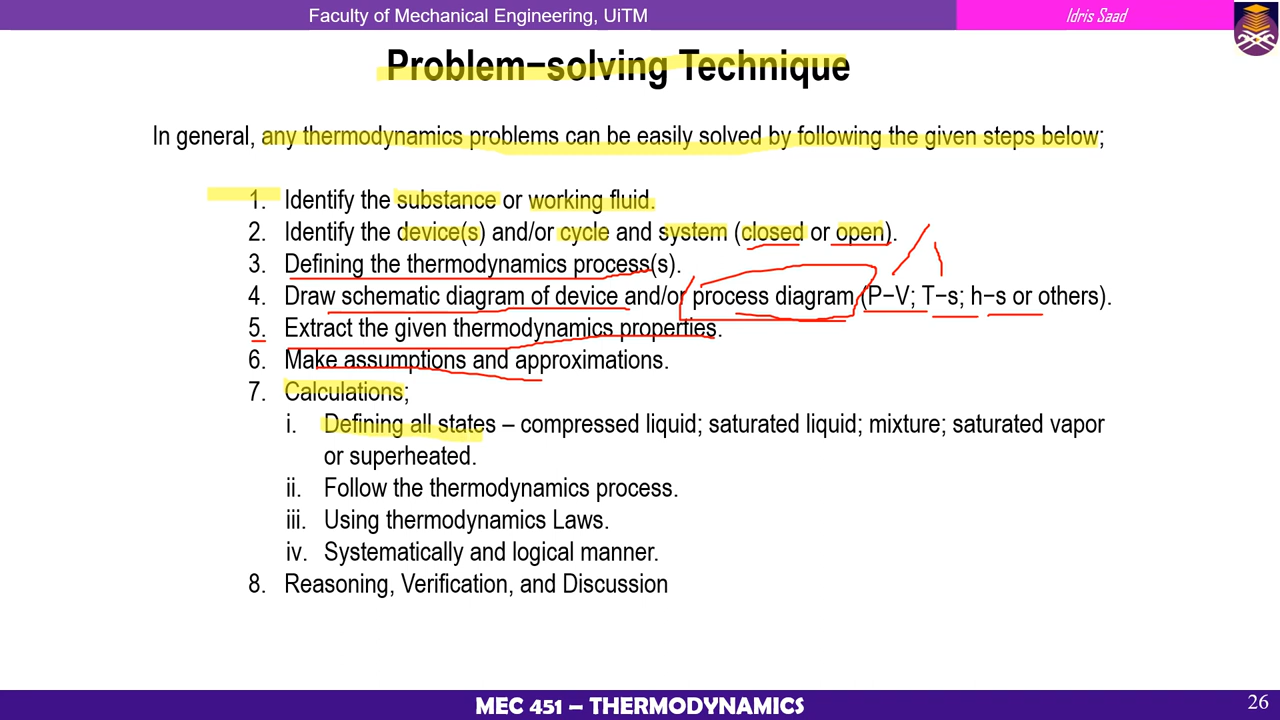 Faculty of Mechanical Engineering, UiTM
Idris Saad
Problem–solving Technique
In general, any thermodynamics problems can be easily solved by following the given steps below;
1. Identify the substance or working fluid.
2. Identify the device(s) and/or cycle and system (closed or open).
3. Defining the thermodynamics process(s).
4. Draw schematic diagram of device and/or process diagram (P–V; T–s; h–s or others).
5. Extract the given thermodynamics properties.
6. Make assumptions and approximations.
7. Calculations;
i. Defining all states – compressed liquid; saturated liquid; mixture; saturated vapor
or superheated.
ii. Follow the thermodynamics process.
iii. Using thermodynamics Laws.
iv. Systematically and logical manner.
8. Reasoning, Verification, and Discussion
MEC 451 – THERMODYNAMICS
26